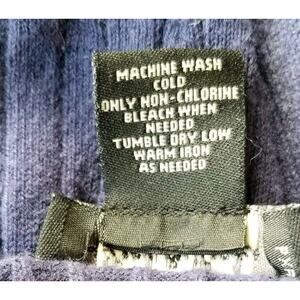 MACHINE WASH
COLD
ONLY NON-CHLORINE
BLEACH WHEN
NEEDED
TUMBLE DRY LOW
WARM IRON
AS NEEDED